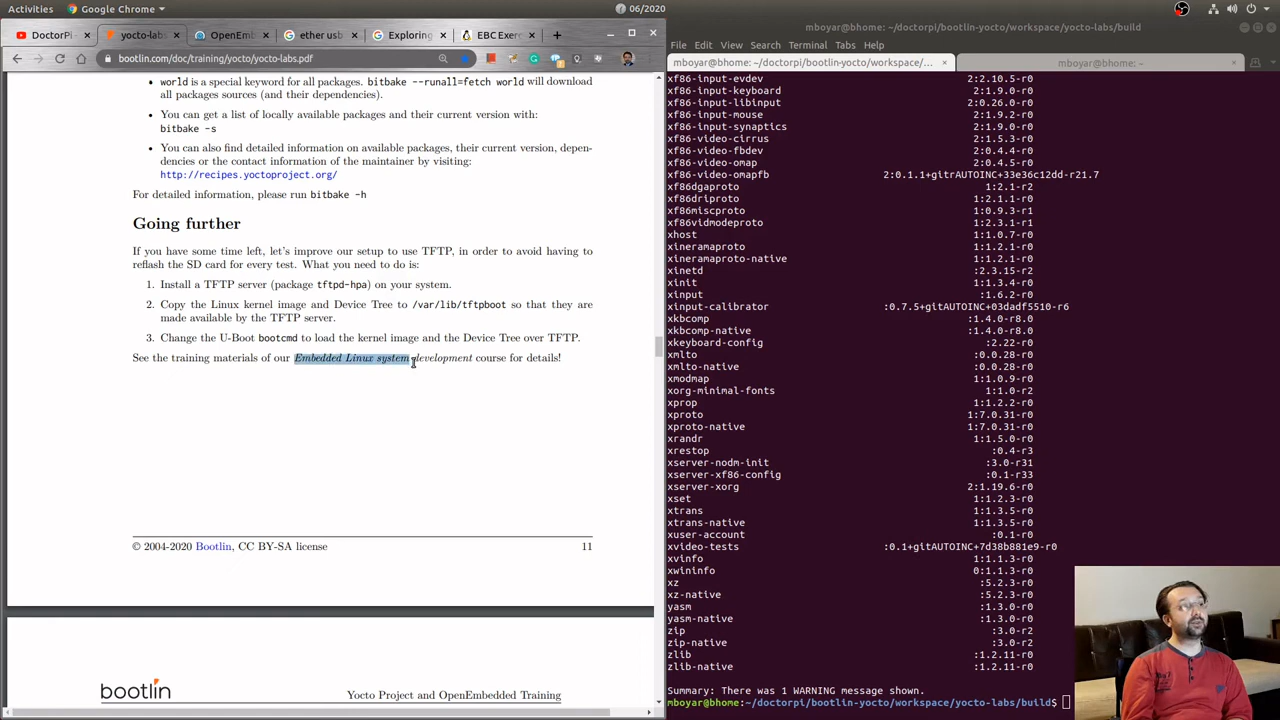 Activities
Google Chrome
06/2020
DoctorPi -
yocto-labs-
OpenEmb
ether usb
Exploring
EBC Exerc
bootlin.com/doc/training/yocto/yocto-labs.pdf
• world is a special keyword for all packages. bitbake --runall=fetch world will download
all packages sources (and their dependencies).
• You can get a list of locally available packages and their current version with:
bitbake -s
• You can also find detailed information on available packages, their current version, depen-
dencies or the contact information of the maintainer by visiting:
http://recipes.yoctoproject.org/
For detailed information, please run bitbake -h
Going further
If you have some time left, let's improve our setup to use TFTP, in order to avoid having to
reflash the SD card for every test. What you need to do is:
1. Install a TFTP server (package tftpd-hpa) on your system.
2. Copy the Linux kernel image and Device Tree to /var/lib/tftpboot so that they are
made available by the TFTP server.
3. Change the U-Boot bootcmd to load the kernel image and the Device Tree over TFTP.
See the training materials of our Embedded Linux system development course for details!
© 2004-2020 Bootlin, CC BY-SA license 11
bootlin Yocto Project and OpenEmbedded Training
mboyar@bhome: ~/doctorpi/bootlin-yocto/workspace/yocto-labs/build
File Edit View Search Terminal Tabs Help
mboyar@bhome: ~/doctorpi/bootlin-yocto/workspace/...
mboyar@bhome: ~
xf86-input-evdev 2:2.10.5-r0
xf86-input-keyboard 2:1.9.0-r0
xf86-input-libinput 2:0.26.0-r0
xf86-input-mouse 2:1.9.2-r0
xf86-input-synaptics 2:1.9.0-r0
xf86-video-cirrus 2:1.5.3-r0
xf86-video-fbdev 2:0.4.4-r0
xf86-video-omap 2:0.4.5-r0
xf86-video-omapfb 2:0.1.1+gitrAUTOINC+33e36c12dd-r21.7
xf86dgaproto 1:2.1-r2
xf86driproto 1:2.1.1-r0
xf86miscproto 1:0.9.3-r1
xf86vidmodeproto 1:2.3.1-r0
xhost 1:1.0.7-r0
xineramaproto 1:1.2.1-r0
xineramaproto-native 1:1.2.1-r0
xinetd :2.3.15-r2
xinit 1:1.3.4-r0
xinput 1:1.6.2-r0
xinput-calibrator :0.7.5+gitAUTOINC+03dadf5510-r6
xkbcomp :1.4.0-r8.0
xkbcomp-native :1.4.0-r8.0
xkeyboard-config :2.22-r0
xmlto :0.0.28-r0
xmlto-native :0.0.28-r0
xmodmap 1:1.0.9-r0
xorg-minimal-fonts 1:1.0-r2
xprop 1:1.2.2-r0
xproto 1:7.0.31-r0
xproto-native 1:7.0.31-r0
xrandr 1:1.5.0-r0
xrestop :0.4-r3
xserver-nodm-init :3.0-r31
xserver-xf86-config :0.1-r33
xserver-xorg 2:1.19.6-r0
xset 1:1.2.3-r0
xtrans 1:1.3.5-r0
xtrans-native 1:1.3.5-r0
xuser-account :0.1-r0
xvideo-tests :0.1+gitAUTOINC+7d38b881e9-r0
xvinfo 1:1.1.3-r0
xwininfo 0:1.1.3-r0
xz :5.2.3-r0
xz-native :5.2.3-r0
yasm :1.3.0-r0
yasm-native :1.3.0-r0
zip :3.0-r2
zip-native :3.0-r2
zlib :1.2.11-r0
zlib-native :1.2.11-r0
Summary: There was 1 WARNING message shown.
mboyar@bhome:~/doctorpi/bootlin-yocto/workspace/yocto-labs/build$